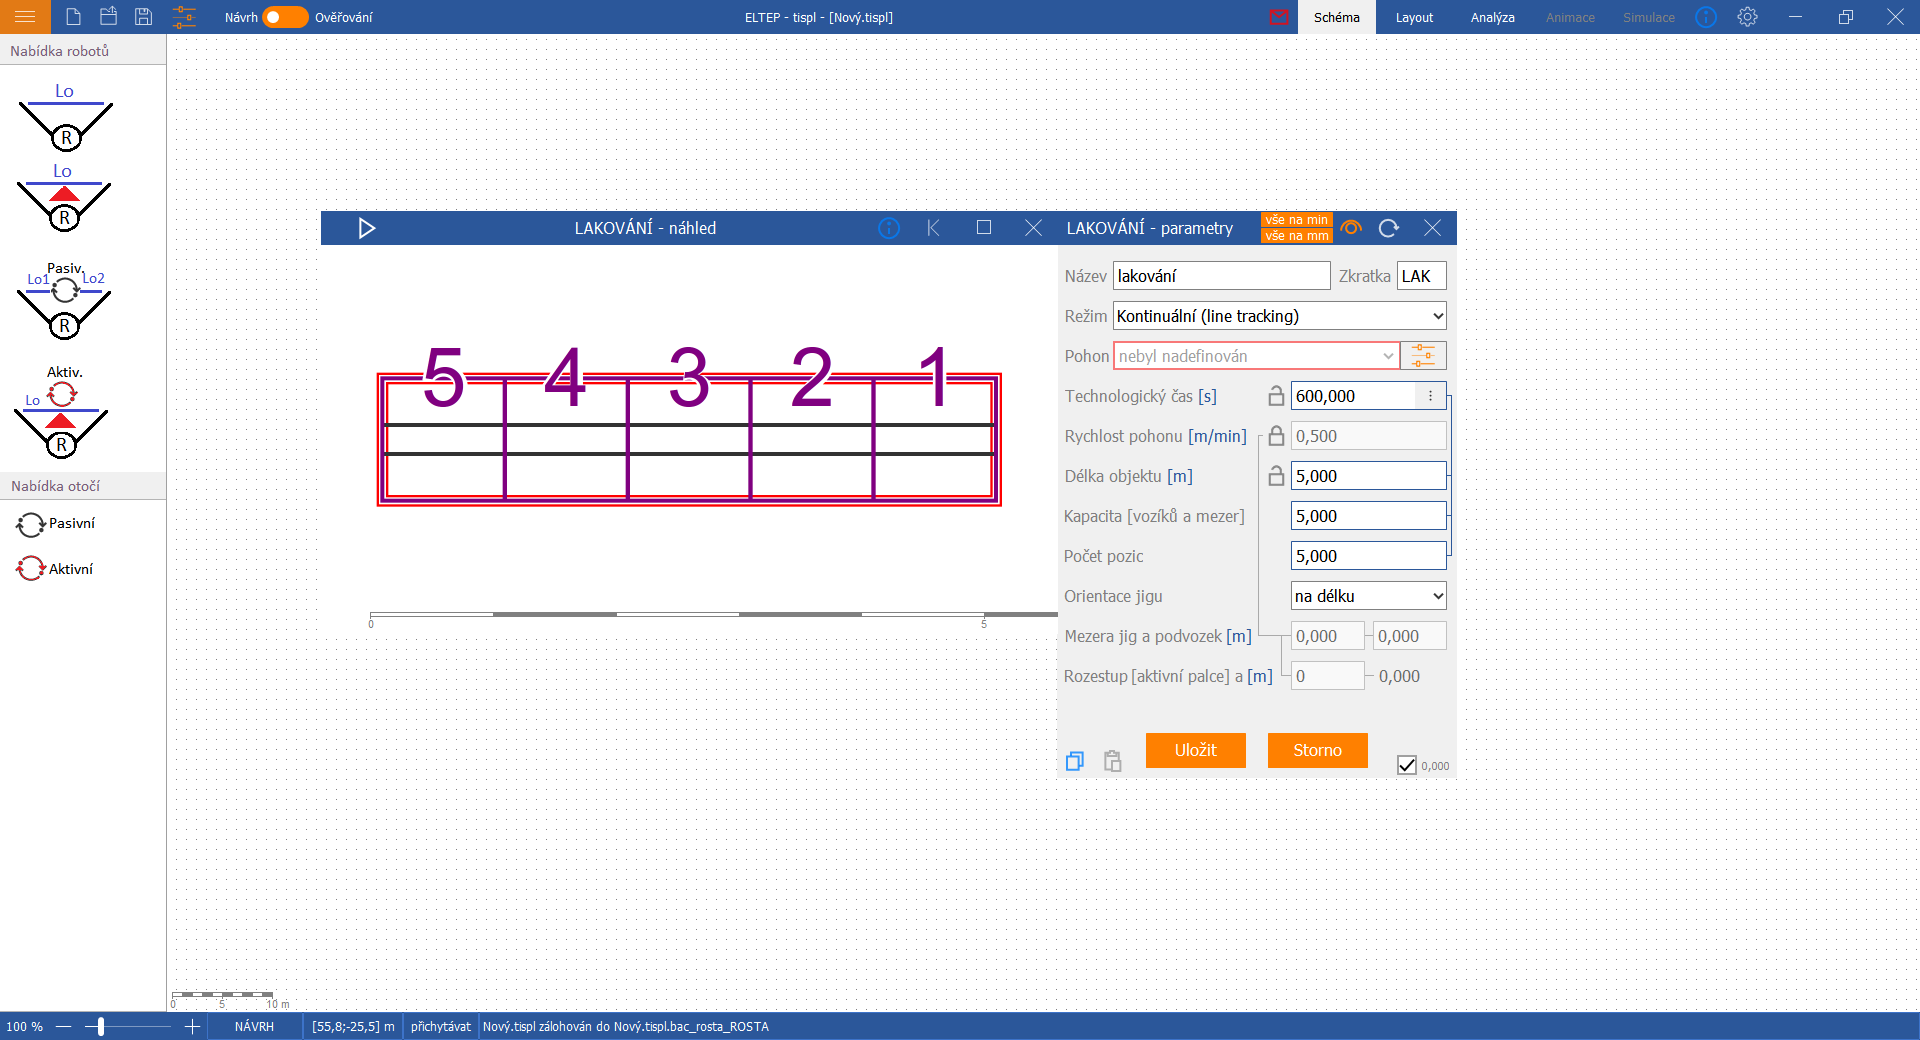 Návrh Ověřování ELTEP - tispl - [Nový.tispl] Schéma Layout Analýza Animace Simulace
Nabídka robotů
Lo
R
Lo
R
Pasiv.
Lo1 Lo2
R
Aktiv.
Lo
R
Nabídka otočí
Pasivní
Aktivní
LAKOVÁNÍ - náhled
5 4 3 2 1
0 5
LAKOVÁNÍ - parametry
vše na min
vše na mm
Název lakování Zkratka LAK
Režim Kontinuální (line tracking)
Pohon nebyl nadefinován
Technologický čas [s] 600,000
Rychlost pohonu [m/min] 0,500
Délka objektu [m] 5,000
Kapacita [vozíků a mezer] 5,000
Počet pozic 5,000
Orientace jigu na délku
Mezera jig a podvozek [m] 0,000 0,000
Rozestup [aktivní palce] a [m] 0 0,000
Uložit Storno 0,000
0 5 10 m
100 % NÁVRH [55,8;-25,5] m přichytávat Nový.tispl zálohován do Nový.tispl.bac_rosta_ROSTA